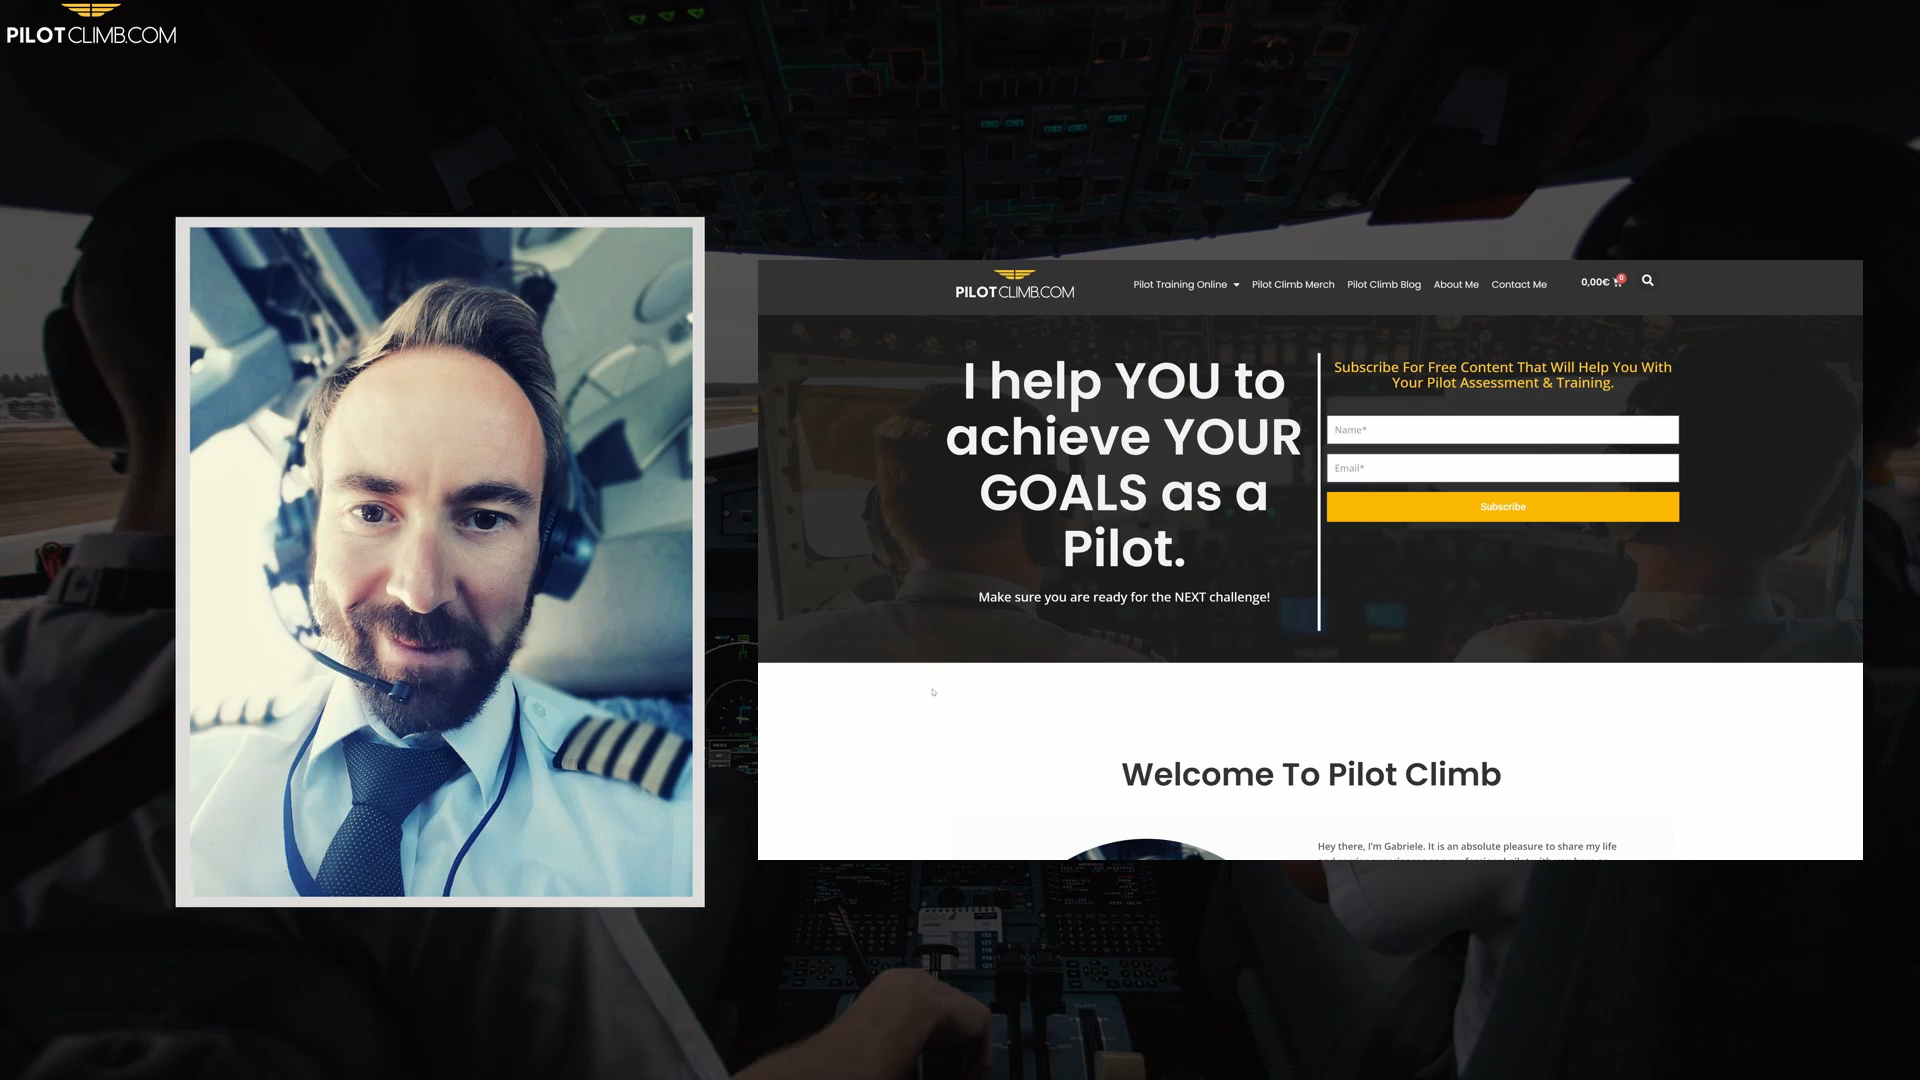 PILOTCLIMB.COM
PILOTCLIMB.COM
Pilot Training Online
Pilot Climb Merch
Pilot Climb Blog
About Me
Contact Me
0,00€
0
I help YOU to
achieve YOUR
GOALS as a
Pilot.
Make sure you are ready for the NEXT challenge!
Subscribe For Free Content That Will Help You With
Your Pilot Assessment & Training.
Name*
Email*
Subscribe
Welcome To Pilot Climb
Hey there, I'm Gabriele. It is an absolute pleasure to share my life